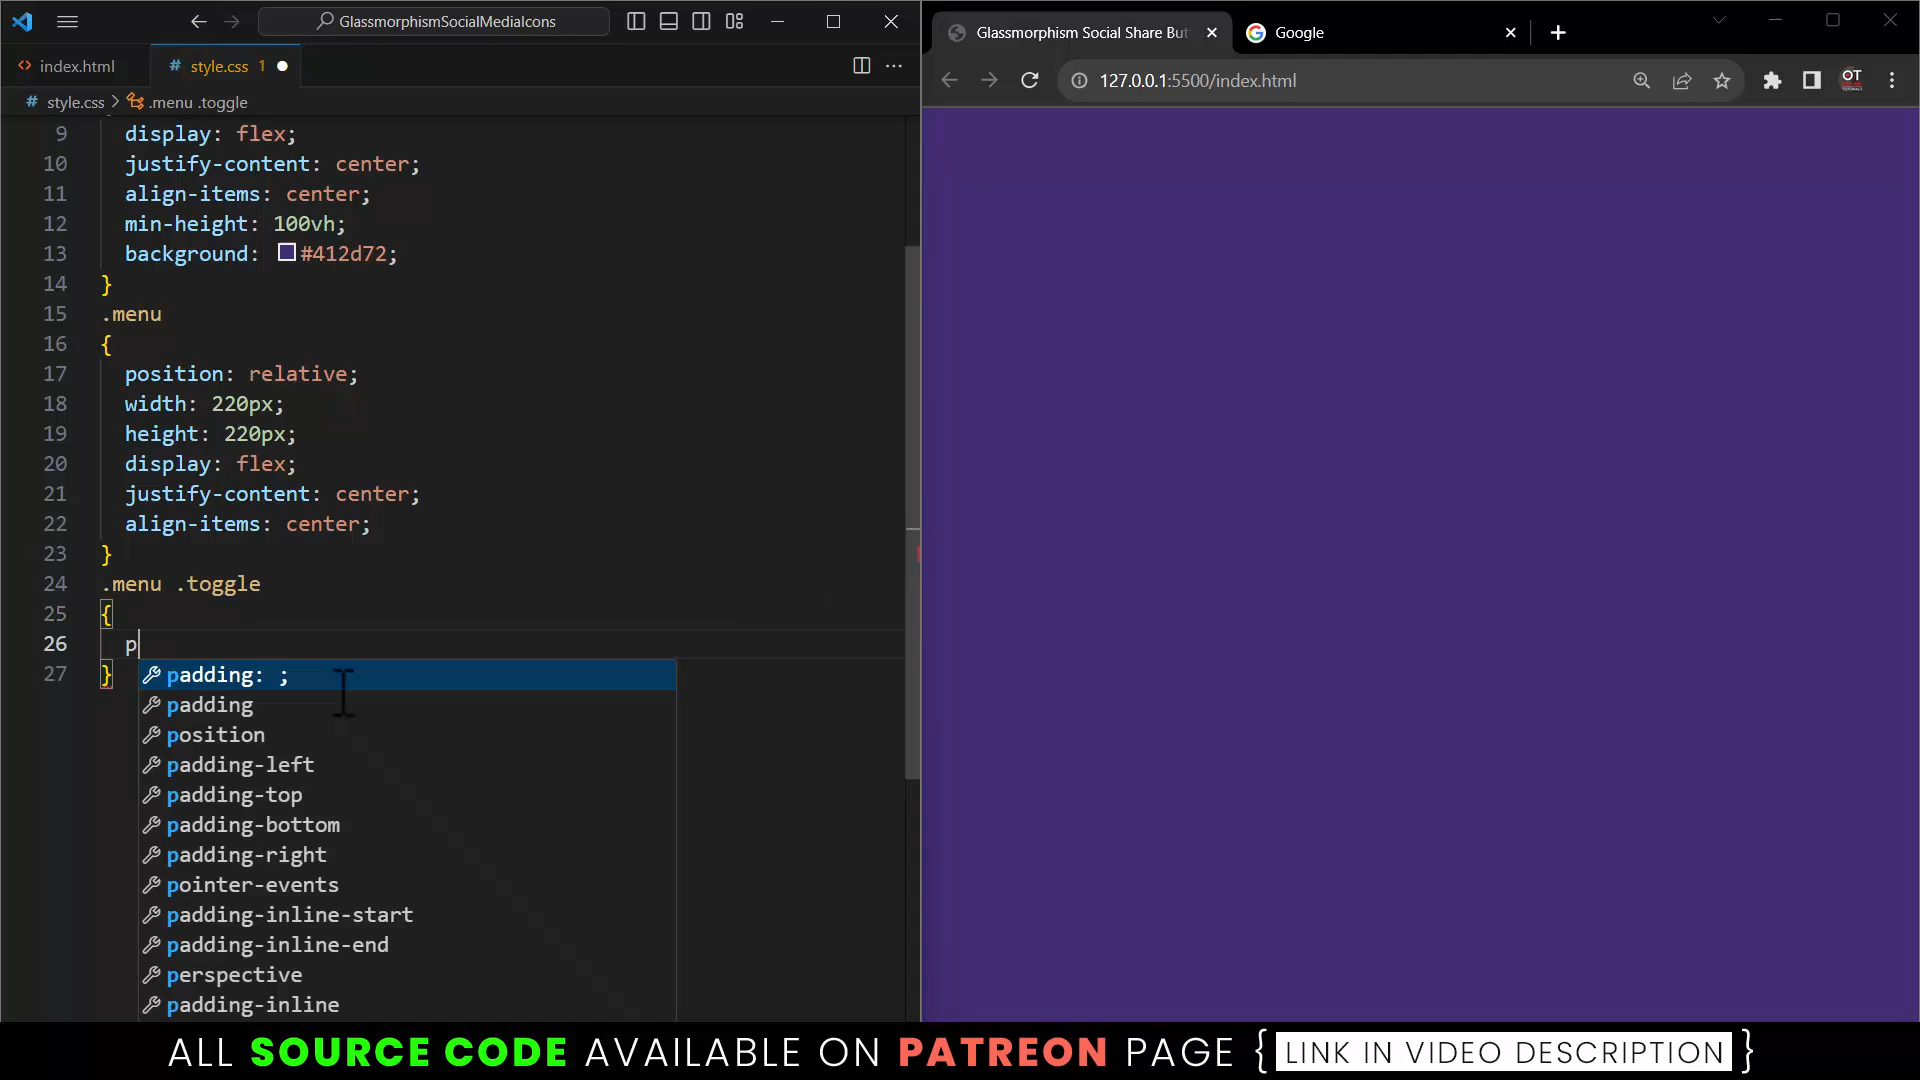 GlassmorphismSocialMediaIcons
index.html
# style.css 1
# style.css > .menu .toggle
9 display: flex;
10 justify-content: center;
11 align-items: center;
12 min-height: 100vh;
13 background: #412d72;
14 }
15 .menu
16 {
17 position: relative;
18 width: 220px;
19 height: 220px;
20 display: flex;
21 justify-content: center;
22 align-items: center;
23 }
24 .menu .toggle
25 {
26 p
27 }
padding: ;
padding
position
padding-left
padding-top
padding-bottom
padding-right
pointer-events
padding-inline-start
padding-inline-end
perspective
padding-inline
Glassmorphism Social Share But
Google
127.0.0.1:5500/index.html
OT
ALL SOURCE CODE AVAILABLE ON PATREON PAGE { LINK IN VIDEO DESCRIPTION }